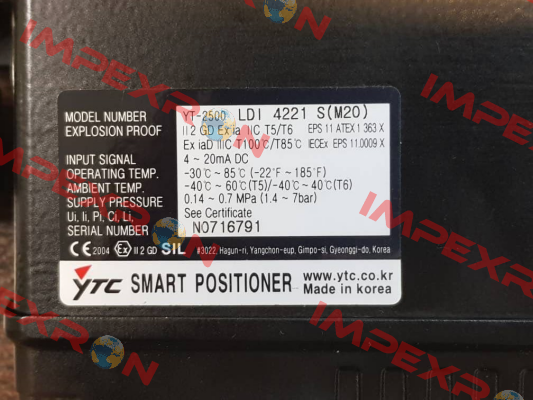 IMPEXRON
MODEL NUMBER YT-2500 LDI 4221 S(M20)
EXPLOSION PROOF II 2 GD Ex ia IIC T5/T6 EPS 11 ATEX 1 363 X
Ex iaD IIIC T100℃/T85℃ IECEx EPS 11.0009 X
INPUT SIGNAL 4 ~ 20mA DC
OPERATING TEMP. -30℃ ~ 85℃ (-22℉ ~ 185℉)
AMBIENT TEMP. -40℃ ~ 60℃(T5)/-40℃ ~ 40℃(T6)
SUPPLY PRESSURE 0.14 ~ 0.7 MPa (1.4 ~ 7bar)
Ui, Ii, Pi, Ci, Li, See Certificate
SERIAL NUMBER N0716791
CE 2004 Ex II 2 GD SIL #3022, Hagun-ri, Yangchon-eup, Gimpo-si, Gyeonggi-do, Korea
YTC SMART POSITIONER www.ytc.co.kr
Made in korea
IMPEXRON